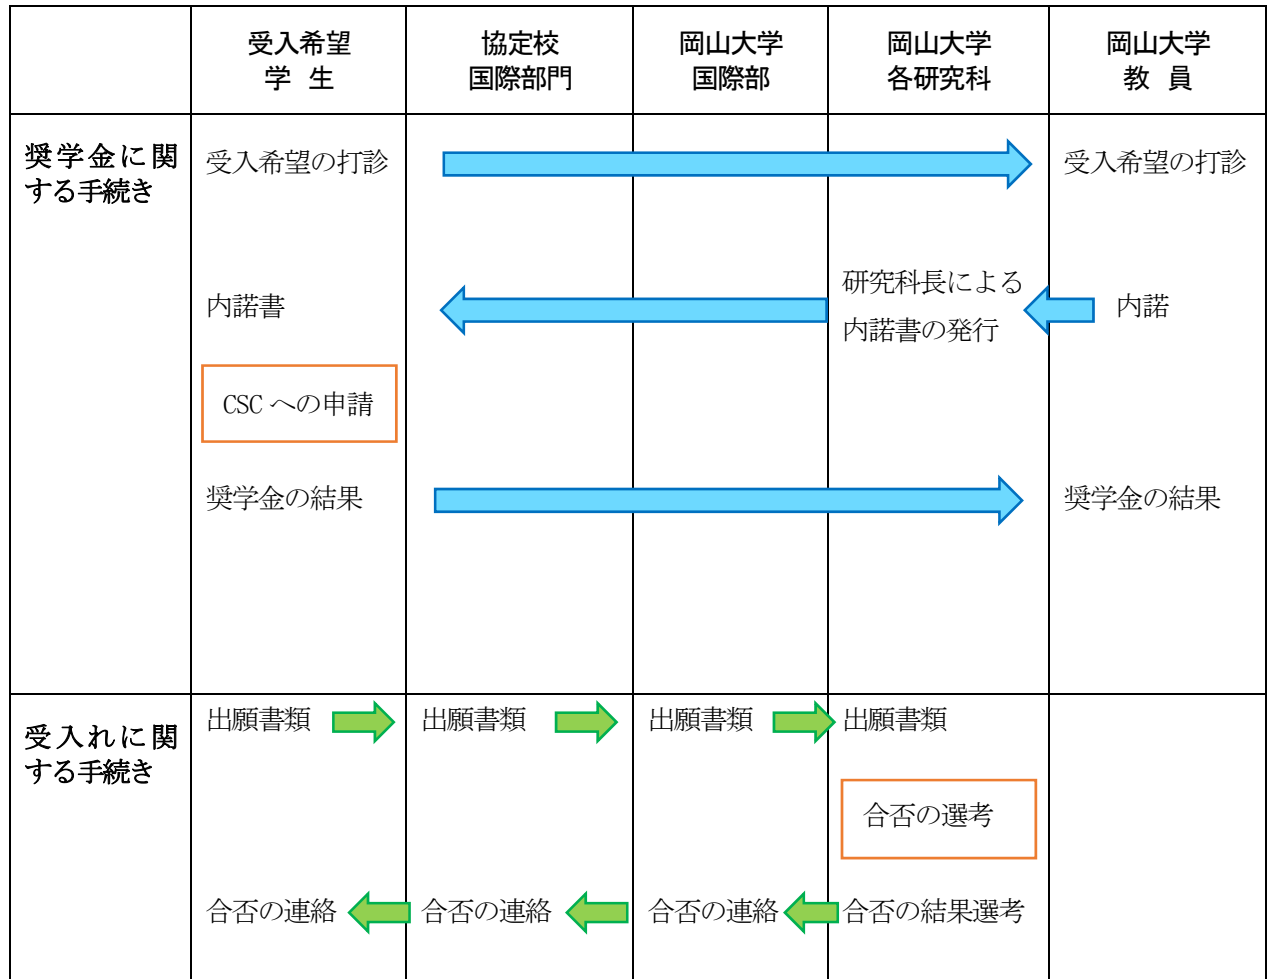 受入希望
学 生
協定校
国際部門
岡山大学
国際部
岡山大学
各研究科
岡山大学
教 員
奨学金に関
する手続き
受入希望の打診
受入希望の打診
内諾書
研究科長による
内諾書の発行
内諾
CSC への申請
奨学金の結果
奨学金の結果
受入れに関
する手続き
出願書類
出願書類
出願書類
出願書類
合否の選考
合否の連絡
合否の連絡
合否の連絡
合否の結果選考